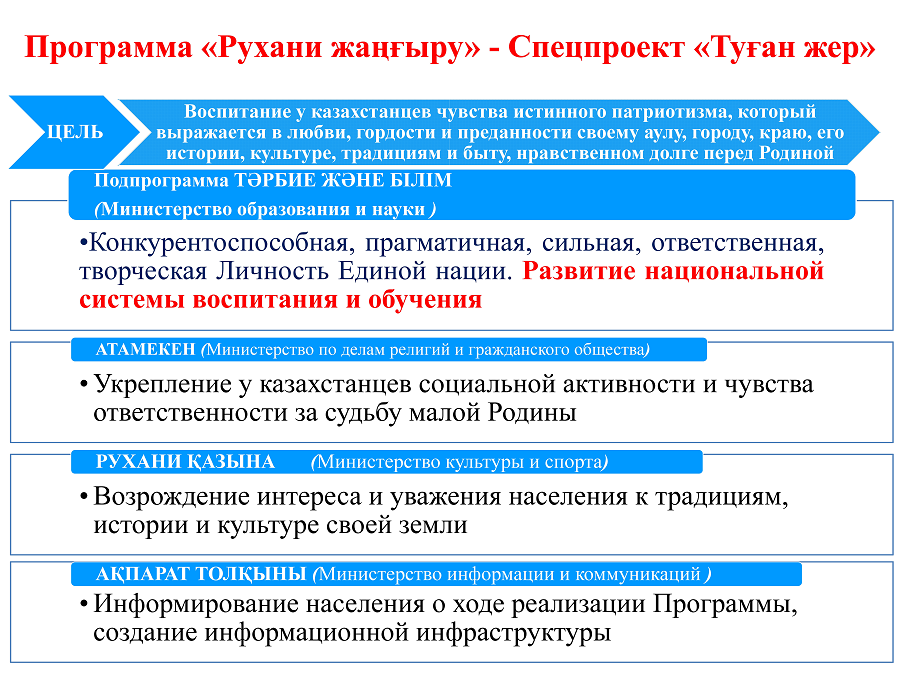 Программа «Рухани жаңғыру» - Спецпроект «Туған жер»
ЦЕЛЬ
Воспитание у казахстанцев чувства истинного патриотизма, который
выражается в любви, гордости и преданности своему аулу, городу, краю, его
истории, культуре, традициям и быту, нравственном долге перед Родиной
Подпрограмма ТӘРБИЕ ЖӘНЕ БІЛІМ
(Министерство образования и науки )
•Конкурентоспособная, прагматичная, сильная, ответственная,
творческая Личность Единой нации. Развитие национальной
системы воспитания и обучения
АТАМЕКЕН (Министерство по делам религий и гражданского общества)
• Укрепление у казахстанцев социальной активности и чувства
ответственности за судьбу малой Родины
РУХАНИ ҚАЗЫНА (Министерство культуры и спорта)
• Возрождение интереса и уважения населения к традициям,
истории и культуре своей земли
АҚПАРАТ ТОЛҚЫНЫ (Министерство информации и коммуникаций )
• Информирование населения о ходе реализации Программы,
создание информационной инфраструктуры